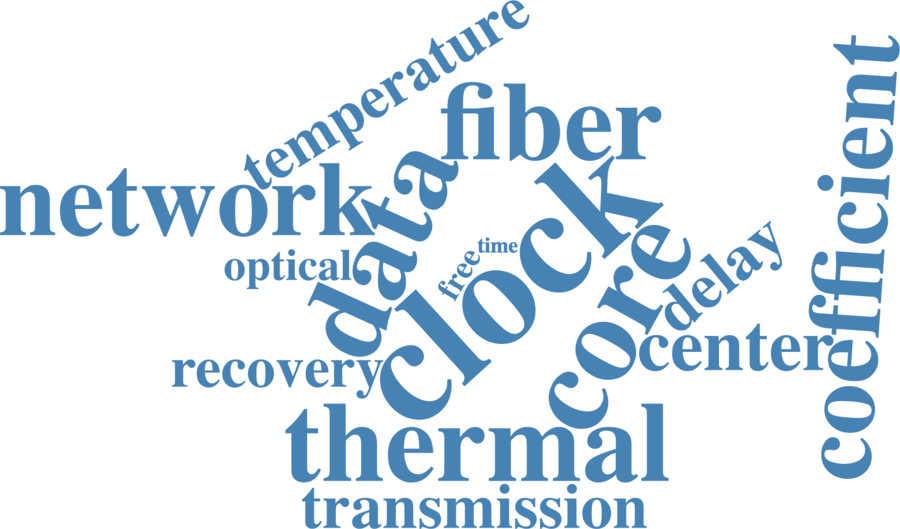 temperature
fiber
coefficient
network
data
clock
time
free
optical
core
delay
center
recovery
thermal
transmission